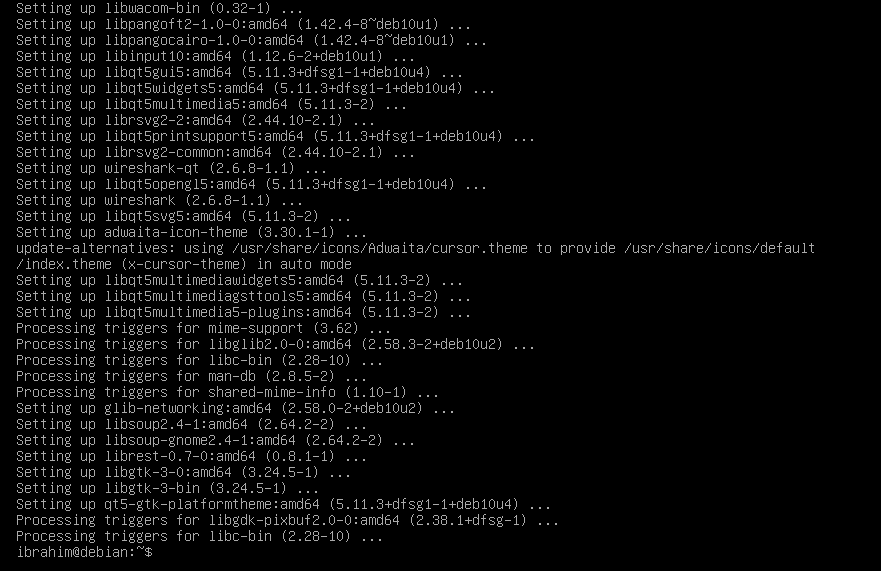 Setting up libwacom-bin (0.32-1) ...
Setting up libpangoft2-1.0-0:amd64 (1.42.4-8~deb10u1) ...
Setting up libpangocairo-1.0-0:amd64 (1.42.4-8~deb10u1) ...
Setting up libinput10:amd64 (1.12.6-2+deb10u1) ...
Setting up libqt5gui5:amd64 (5.11.3+dfsg1-1+deb10u4) ...
Setting up libqt5widgets5:amd64 (5.11.3+dfsg1-1+deb10u4) ...
Setting up libqt5multimedia5:amd64 (5.11.3-2) ...
Setting up librsvg2-2:amd64 (2.44.10-2.1) ...
Setting up libqt5printsupport5:amd64 (5.11.3+dfsg1-1+deb10u4) ...
Setting up librsvg2-common:amd64 (2.44.10-2.1) ...
Setting up wireshark-qt (2.6.8-1.1) ...
Setting up libqt5opengl5:amd64 (5.11.3+dfsg1-1+deb10u4) ...
Setting up wireshark (2.6.8-1.1) ...
Setting up libqt5svg5:amd64 (5.11.3-2) ...
Setting up adwaita-icon-theme (3.30.1-1) ...
update-alternatives: using /usr/share/icons/Adwaita/cursor.theme to provide /usr/share/icons/default
/index.theme (x-cursor-theme) in auto mode
Setting up libqt5multimediawidgets5:amd64 (5.11.3-2) ...
Setting up libqt5multimediagsttools5:amd64 (5.11.3-2) ...
Setting up libqt5multimedia5-plugins:amd64 (5.11.3-2) ...
Processing triggers for mime-support (3.62) ...
Processing triggers for libglib2.0-0:amd64 (2.58.3-2+deb10u2) ...
Processing triggers for libc-bin (2.28-10) ...
Processing triggers for man-db (2.8.5-2) ...
Processing triggers for shared-mime-info (1.10-1) ...
Setting up glib-networking:amd64 (2.58.0-2+deb10u2) ...
Setting up libsoup2.4-1:amd64 (2.64.2-2) ...
Setting up libsoup-gnome2.4-1:amd64 (2.64.2-2) ...
Setting up librest-0.7-0:amd64 (0.8.1-1) ...
Setting up libgtk-3-0:amd64 (3.24.5-1) ...
Setting up libgtk-3-bin (3.24.5-1) ...
Setting up qt5-gtk-platformtheme:amd64 (5.11.3+dfsg1-1+deb10u4) ...
Processing triggers for libgdk-pixbuf2.0-0:amd64 (2.38.1+dfsg-1) ...
Processing triggers for libc-bin (2.28-10) ...
ibrahim@debian:~$